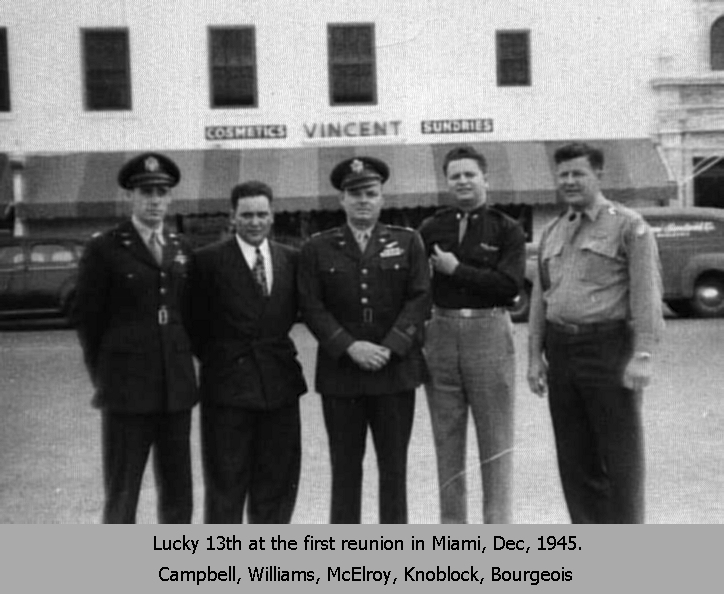 COSMETICS VINCENT SUNDRIES
Lucky 13th at the first reunion in Miami, Dec, 1945.
Campbell, Williams, McElroy, Knoblock, Bourgeois